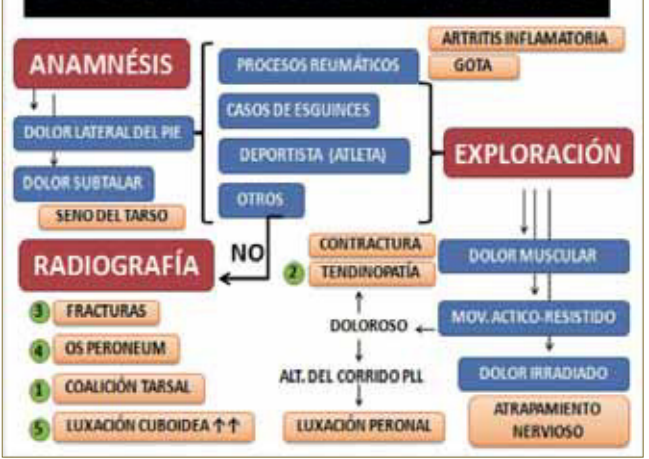 ANAMNÉSIS
DOLOR LATERAL DEL PIE
DOLOR SUBTALAR
SENO DEL TARSO
PROCESOS REUMÁTICOS
ARTRITIS INFLAMATORIA
GOTA
CASOS DE ESGUINCES
DEPORTISTA (ATLETA)
OTROS
EXPLORACIÓN
NO
RADIOGRAFÍA
3 FRACTURAS
4 OS PERONEUM
1 COALICIÓN TARSAL
5 LUXACIÓN CUBOIDEA ↑↑
CONTRACTURA
2 TENDINOPATÍA
DOLOROSO
ALT. DEL CORRIDO PLL
LUXACIÓN PERONAL
DOLOR MUSCULAR
MOV. ACTICO-RESISTIDO
DOLOR IRRADIADO
ATRAPAMIENTO
NERVIOSO